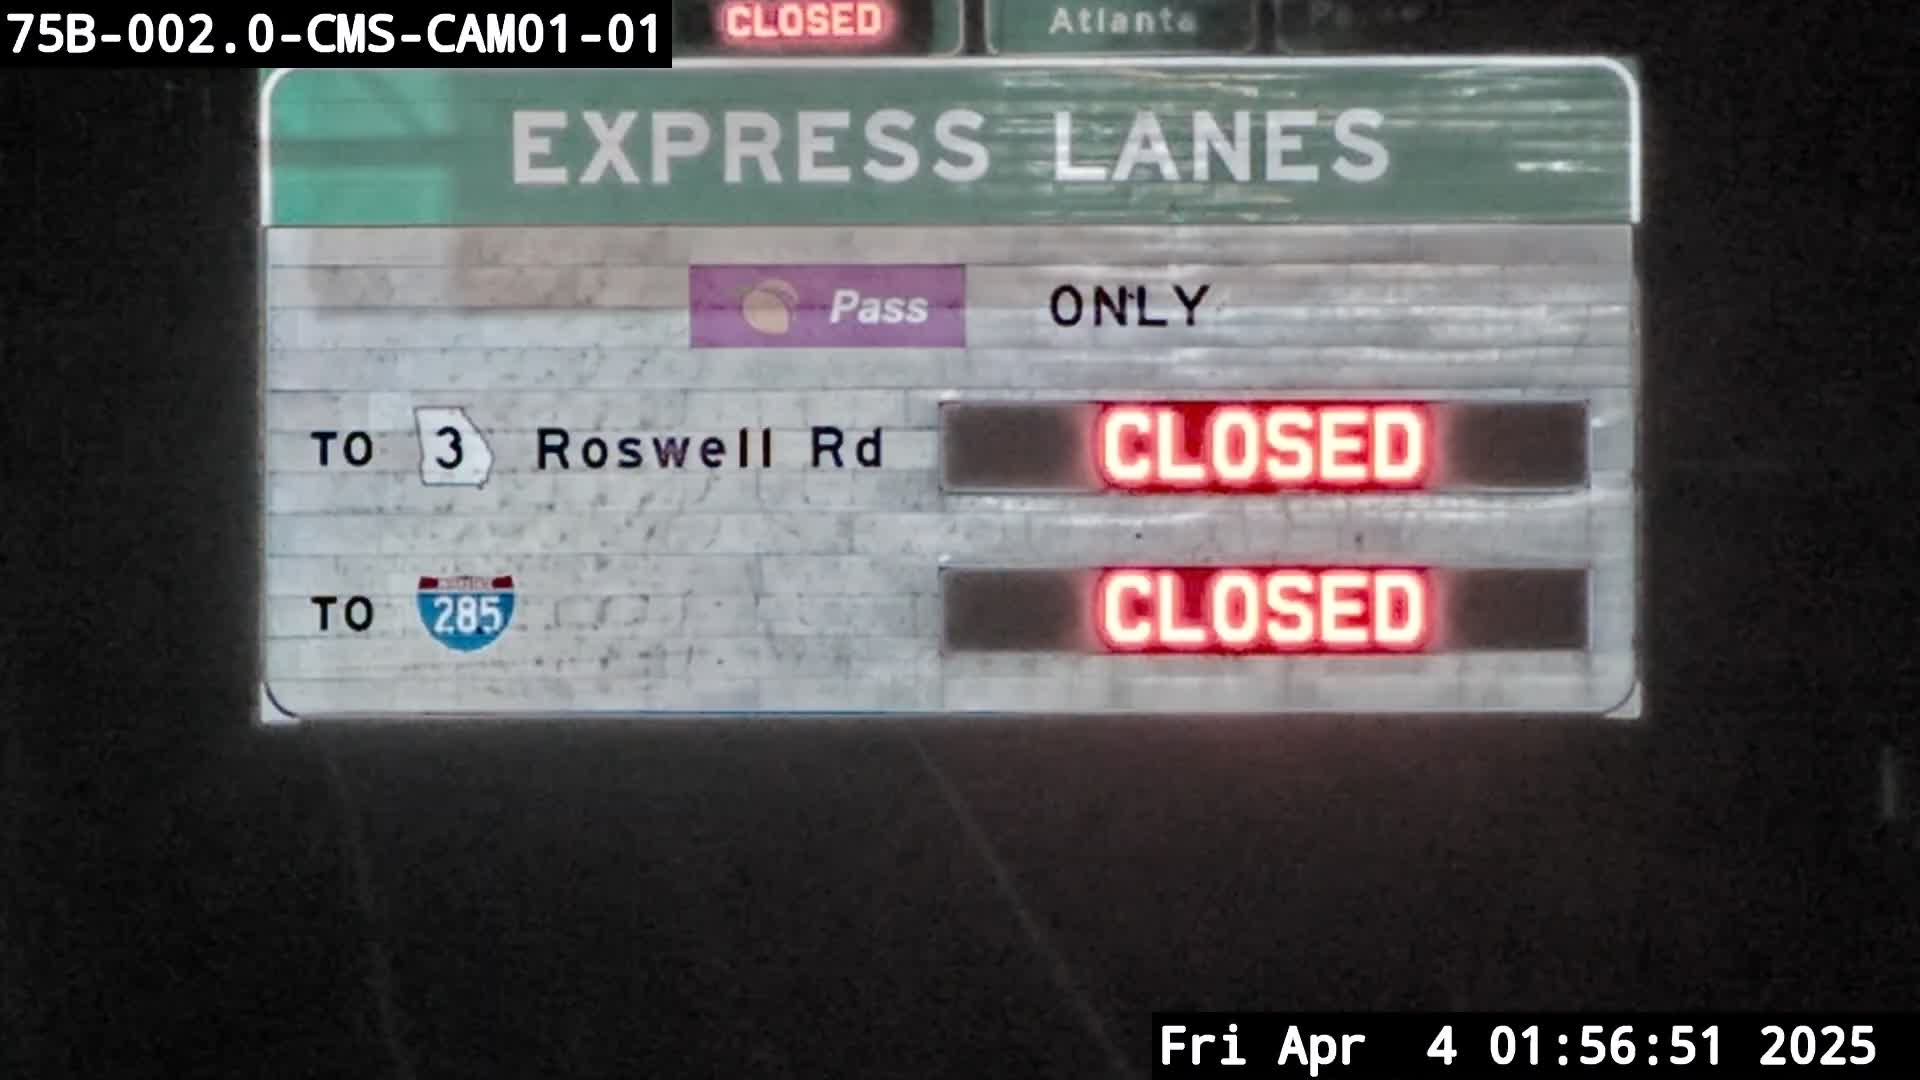 75B-002.0-CMS-CAM01-01
CLOSED
Atlanta
EXPRESS LANES
Pass ONLY
TO 3 Roswell Rd CLOSED
TO 285 CLOSED
Fri Apr 4 01:56:51 2025